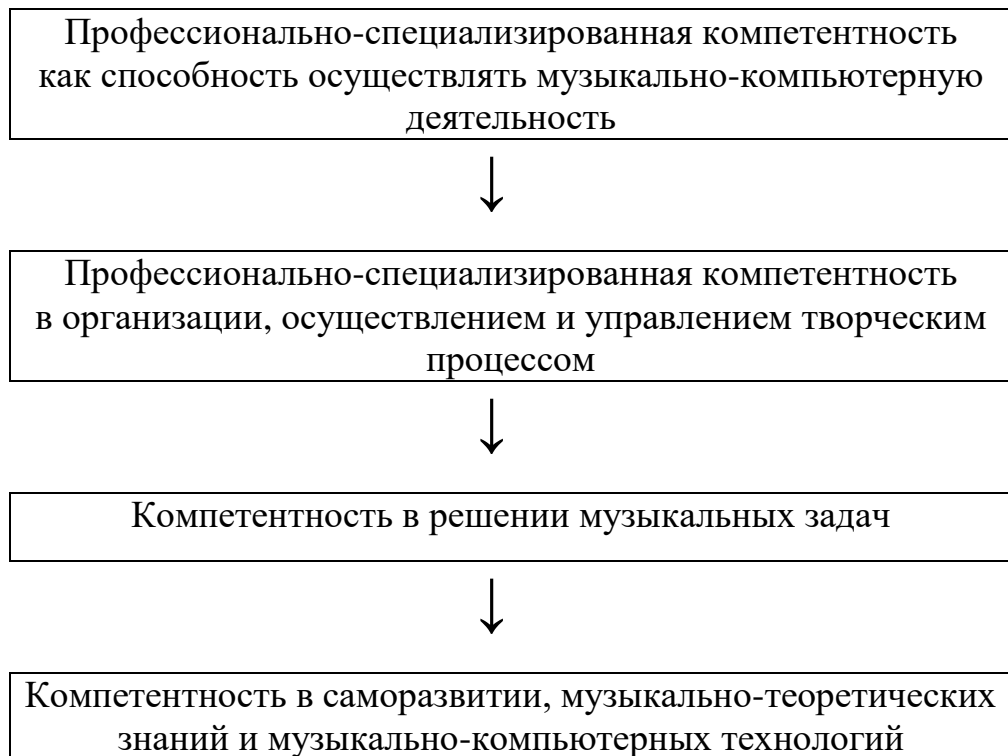 Профессионально-специализированная компетентность
как способность осуществлять музыкально-компьютерную
деятельность
Профессионально-специализированная компетентность
в организации, осуществлением и управлением творческим
процессом
Компетентность в решении музыкальных задач
Компетентность в саморазвитии, музыкально-теоретических
знаний и музыкально-компьютерных технологий